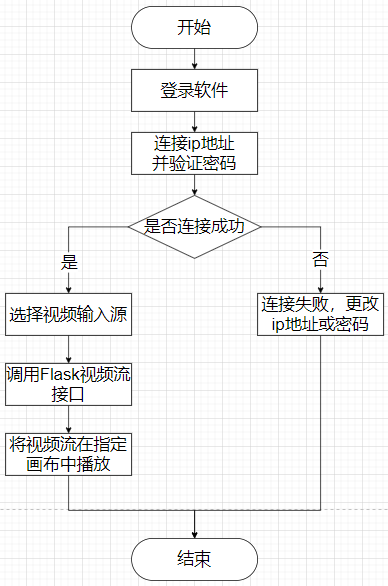 开始
登录软件
连接ip地址
并验证密码
是否连接成功
是
否
选择视频输入源
连接失败，更改
ip地址或密码
调用Flask视频流
接口
将视频流在指定
画布中播放
结束